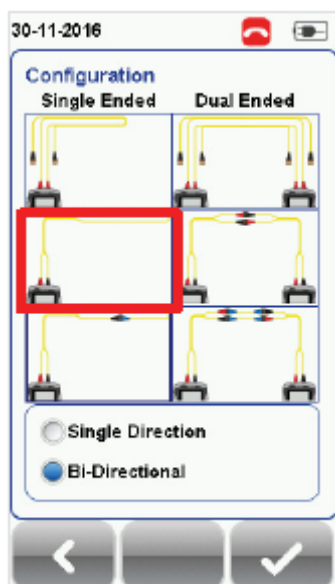 30-11-2016
Configuration
Single Ended Dual Ended
Single Direction
Bi-Directional